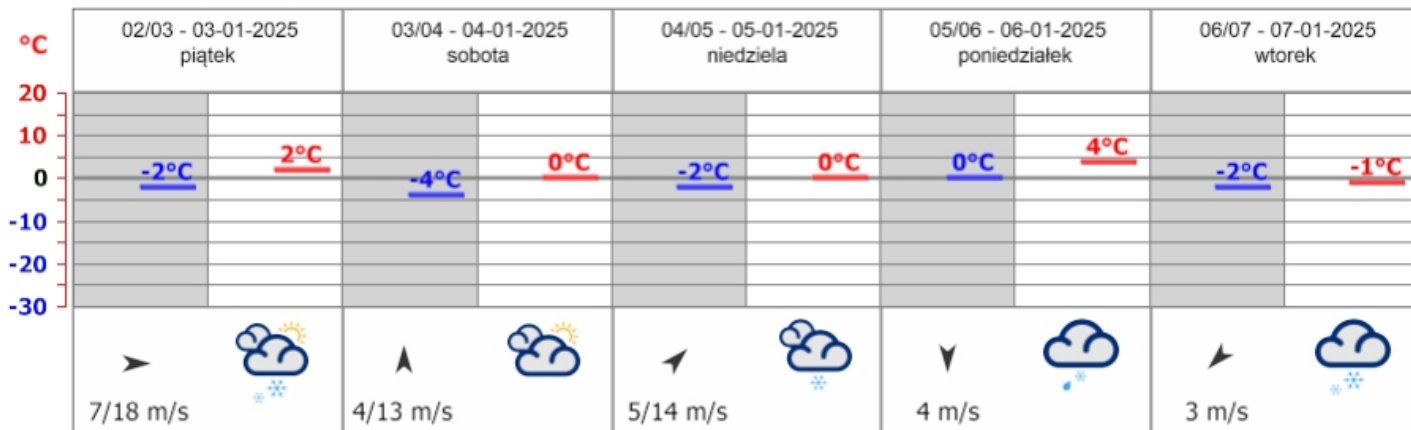 °C
02/03 - 03-01-2025
piątek
03/04 - 04-01-2025
sobota
04/05 - 05-01-2025
niedziela
05/06 - 06-01-2025
poniedziałek
06/07 - 07-01-2025
wtorek
20
10
0
-10
-20
-30
-2°C
2°C
-4°C
0°C
-2°C
0°C
0°C
4°C
-2°C
-1°C
7/18 m/s
4/13 m/s
5/14 m/s
4 m/s
3 m/s